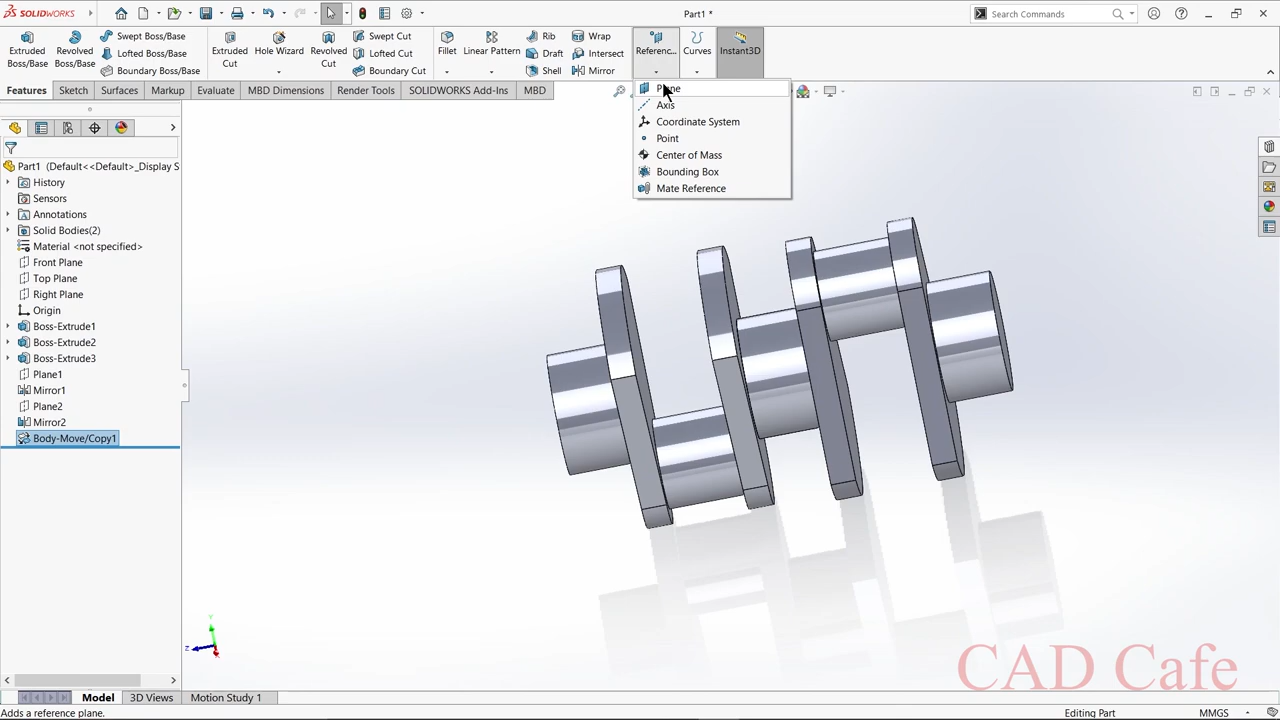 SOLIDWORKS
Part1 *
Search Commands
Extruded Boss/Base
Revolved Boss/Base
Swept Boss/Base
Lofted Boss/Base
Boundary Boss/Base
Extruded Cut
Hole Wizard
Revolved Cut
Swept Cut
Lofted Cut
Boundary Cut
Fillet
Linear Pattern
Rib
Draft
Shell
Wrap
Intersect
Mirror
Referenc...
Curves
Instant3D
Features
Sketch
Surfaces
Markup
Evaluate
MBD Dimensions
Render Tools
SOLIDWORKS Add-Ins
MBD
Plane
Axis
Coordinate System
Point
Center of Mass
Bounding Box
Mate Reference
Part1 (Default<<Default>_Display S
History
Sensors
Annotations
Solid Bodies(2)
Material <not specified>
Front Plane
Top Plane
Right Plane
Origin
Boss-Extrude1
Boss-Extrude2
Boss-Extrude3
Plane1
Mirror1
Plane2
Mirror2
Body-Move/Copy1
Y
Z
CAD Cafe
Model
3D Views
Motion Study 1
Adds a reference plane.
Editing Part
MMGS